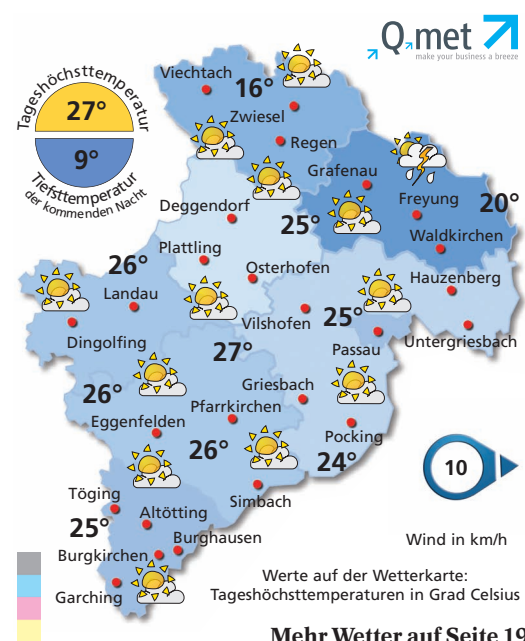 Q.met
make your business a breeze
Tageshöchsttemperatur
27°
9°
Tiefsttemperatur
der kommenden Nacht
Viechtach
16°
Zwiesel
Regen
Grafenau
Freyung
20°
Deggendorf
25°
Waldkirchen
Plattling
26°
Osterhofen
Hauzenberg
Landau
Vilshofen
25°
Dingolfing
Passau
Untergriesbach
27°
26°
Griesbach
Pfarrkirchen
Eggenfelden
Pocking
26°
24°
10
Töging
Simbach
Altötting
25°
Burghausen
Wind in km/h
Burgkirchen
Garching
Werte auf der Wetterkarte:
Tageshöchsttemperaturen in Grad Celsius
Mehr Wetter auf Seite 19